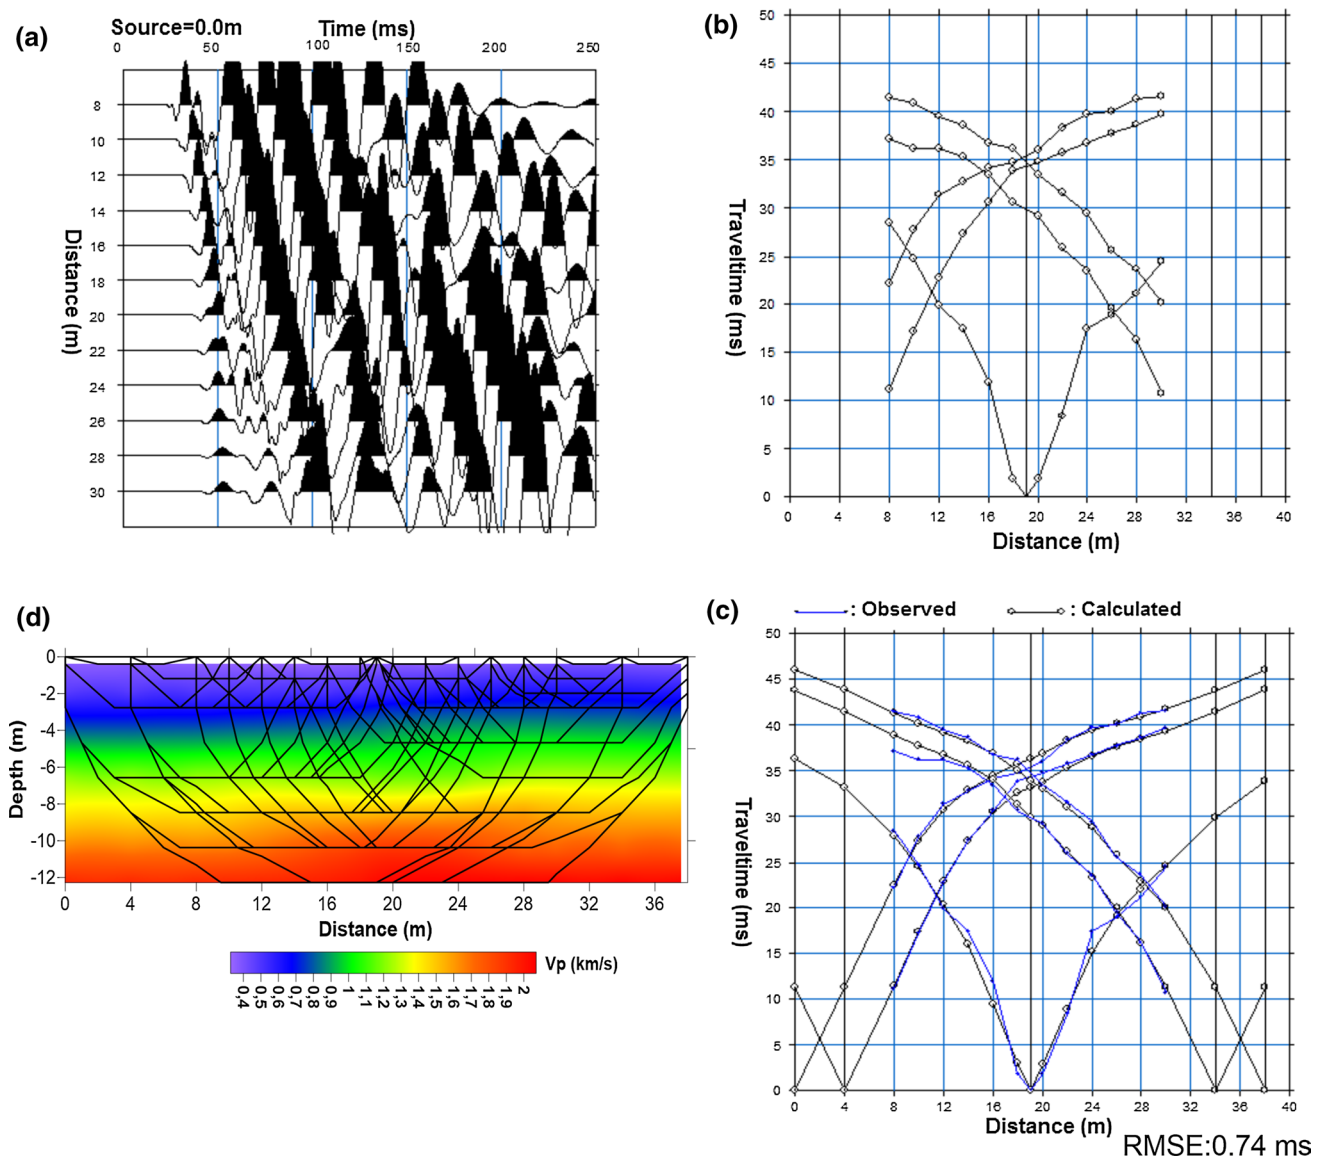 (a)
Source=0.0m
Time (ms)
0 50 100 150 200 250
Distance (m)
8
10
12
14
16
18
20
22
24
26
28
30
(b)
50
45
40
35
30
25
20
15
10
5
0
Traveltime (ms)
0 4 8 12 16 20 24 28 32 36 40
Distance (m)
(d)
0
-2
-4
-6
-8
-10
-12
Depth (m)
0 4 8 12 16 20 24 28 32 36
Distance (m)
Vp (km/s)
0,4 0,5 0,6 0,7 0,8 0,9 1 1,1 1,2 1,3 1,4 1,5 1,6 1,7 1,8 1,9 2
(c)
: Observed
: Calculated
50
45
40
35
30
25
20
15
10
5
0
Traveltime (ms)
0 4 8 12 16 20 24 28 32 36 40
Distance (m)
RMSE:0.74 ms